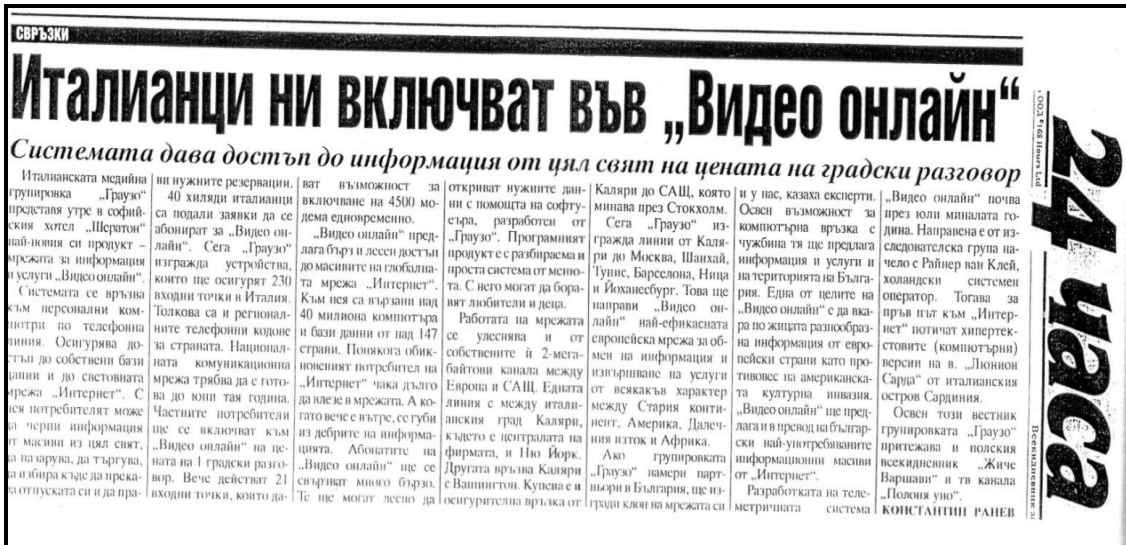 СВРЪЗКИ
Италианци ни включват във „Видео онлайн“
Системата дава достъп до информация от цял свят на цената на градски разговор
Италианската медийна
групировка „Граузо“
представя утре в софий-
ския хотел „Шератон“
най-новия си продукт –
мрежата за информация
и услуги „Видео онлайн“.
Системата се връзва
към персонални ком-
потри по телефонна
линия. Осигурява до-
стъп до собствени бази
данни и до световната
мрежа „Интернет“. С
нея потребителят може
да черпи информация
от масиви из цял свят,
да пазарува, да търгува,
да избира къде да прека-
ра отпуската си и да пра-
ви нужните резервации.
40 хиляди италианци
са подали заявки да се
абонират за „Видео он-
лайн“. Сега „Граузо“
изгражда устройства,
които ще осигурят 230
входни точки в Италия.
Толкова са и регионал-
ните телефонни кодове
за страната. Национал-
ната комуникационна
мрежа трябва да е гото-
ва до юни тая година.
Частните потребители
ще се включват към
„Видео онлайн“ на це-
ната на 1 градски разго-
вор. Вече действат 21
входни точки, които да-
ват възможност за
включване на 4500 мо-
дема едновременно.
„Видео онлайн“ пред-
лага бърз и лесен достъп
до масивите на глобална-
та мрежа „Интернет“.
Към нея са вързани над
40 милиона компютъра
и бази данни от над 147
страни. Понякога обик-
новеният потребител на
„Интернет“ чака дълго
да влезе в мрежата. А ко-
гато вече е вътре, се губи
из дебрите на информа-
цията. Абонатите на
„Видео онлайн“ ще се
свързват много бързо.
Те ще могат лесно да
откриват нужните дан-
ни с помощта на софту-
еъра, разработен от
„Граузо“. Програмният
продукт е с разбираема и
проста система от меню-
та. С него могат да бора-
вят любители и деца.
Работата на мрежата
се улеснява и от
собствените ѝ 2-мега-
байтови канала между
Европа и САЩ. Едната
линия е между итали-
анския град Каляри,
където е централата на
фирмата, и Ню Йорк.
Другата връзва Каляри
с Вашингтон. Купена е и
осигурителна връзка от
Каляри до САЩ, която
минава през Стокхолм.
Сега „Граузо“ из-
гражда линии от Каля-
ри до Москва, Шанхай,
Тунис, Барселона, Ница
и Йоханесбург. Това ще
направи „Видео он-
лайн“ най-ефикасната
европейска мрежа за об-
мен на информация и
извършване на услуги
от всякакъв характер
между Стария конти-
нент, Америка, Далеч-
ния изток и Африка.
Ако групировката
„Граузо“ намери парт-
ньори в България, ще из-
гради клон на мрежата си
и у нас, казаха експерти.
Освен възможност за
компютърна връзка с
чужбина тя ще предлага
информация и услуги и
на територията на Бълга-
рия. Една от целите на
„Видео онлайн“ е да вка-
ра по жицата разнообраз-
на информация от евро-
пейски страни като про-
тивовес на американска-
та културна инвазия.
„Видео онлайн“ ще пред-
лага и в превод на българ-
ски най-употребяваните
информационни масиви
от „Интернет“.
Разработката на теле-
метричната система
„Видео онлайн“ почва
през юли миналата го-
дина. Направена е от из-
следователска група на-
чело с Райнер ван Клей,
холандски системен
оператор. Тогава за
пръв път към „Интер-
нет“ потичат хипертек-
стовите (компютърни)
версии на в. „Люнион
Сарда“ от италианския
остров Сардиния.
Освен този вестник
групировката „Граузо“
притежава и полския
всекидневник „Жиче
Варшави“ и тв канала
„Полоня уно“.
КОНСТАНТИН РАНЕВ
24 часа
ООД "168 Hours Ltd
Всекидневник